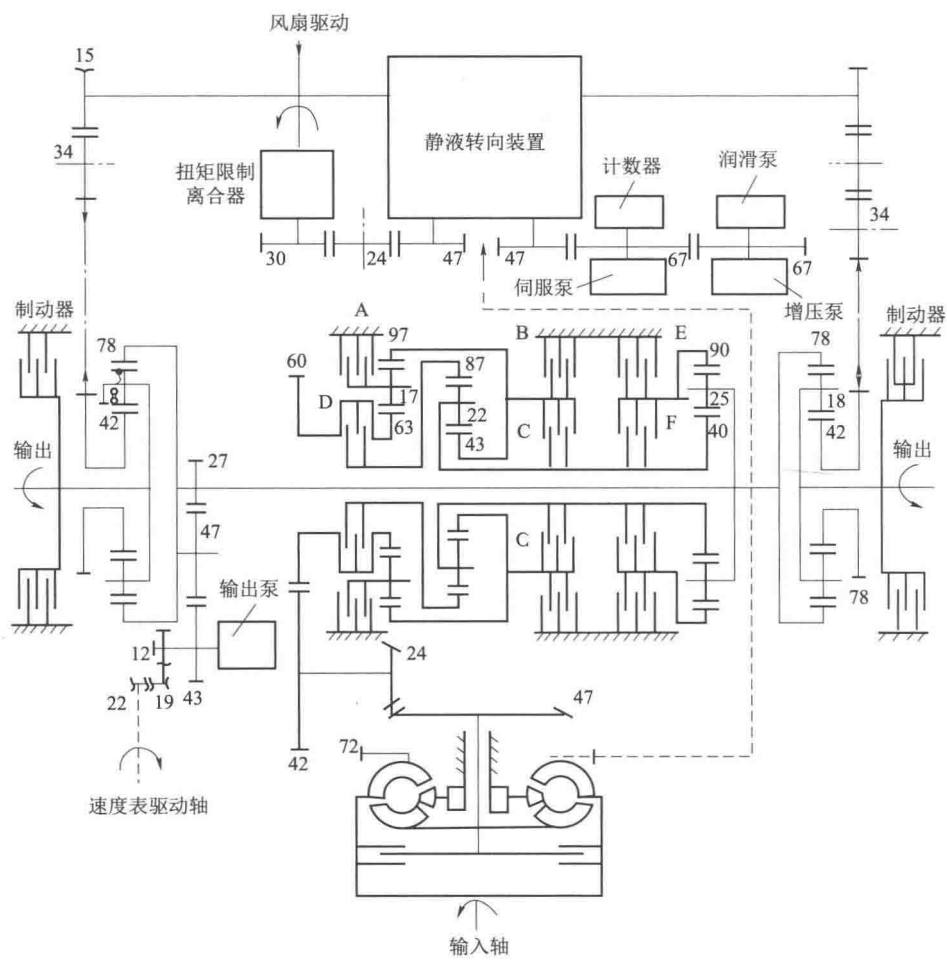 风扇驱动
15
34
扭矩限制
离合器
静液转向装置
计数器
润滑泵
34
30
24
47
47
67
67
伺服泵
增压泵
制动器
制动器
78
A
97
B
E
78
60
87
90
D
17
22
25
18
42
63
43
C
F
40
42
输出
输出
27
47
C
输出泵
78
12
24
22
19
43
47
42
72
速度表驱动轴
输入轴